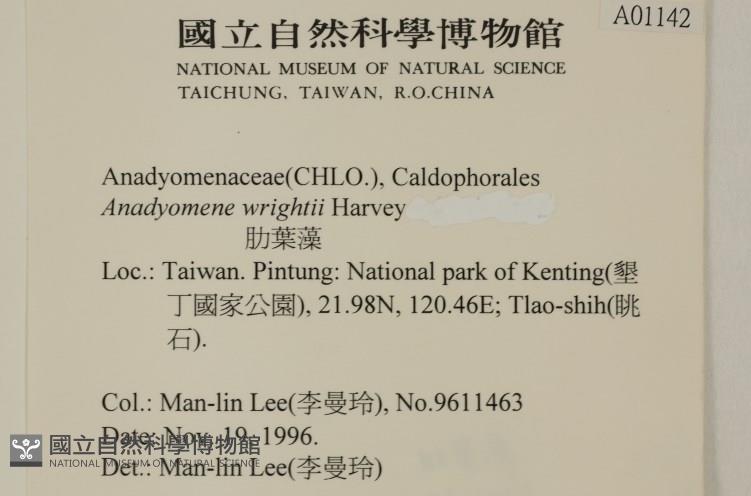 A01142
國立自然科學博物館
NATIONAL MUSEUM OF NATURAL SCIENCE
TAICHUNG, TAIWAN, R.O.CHINA
Anadyomenaceae(CHLO.), Caldophorales
Anadyomene wrightii Harvey
肋葉藻
Loc.: Taiwan. Pintung: National park of Kenting(墾
丁國家公園), 21.98N, 120.46E; Tlao-shih(眺
石).
Col.: Man-lin Lee(李曼玲), No.9611463
Date: Nov. 19, 1996.
國立自然科學博物館
NATIONAL MUSEUM OF NATURAL SCIENCE
Det.: Man-lin Lee(李曼玲)